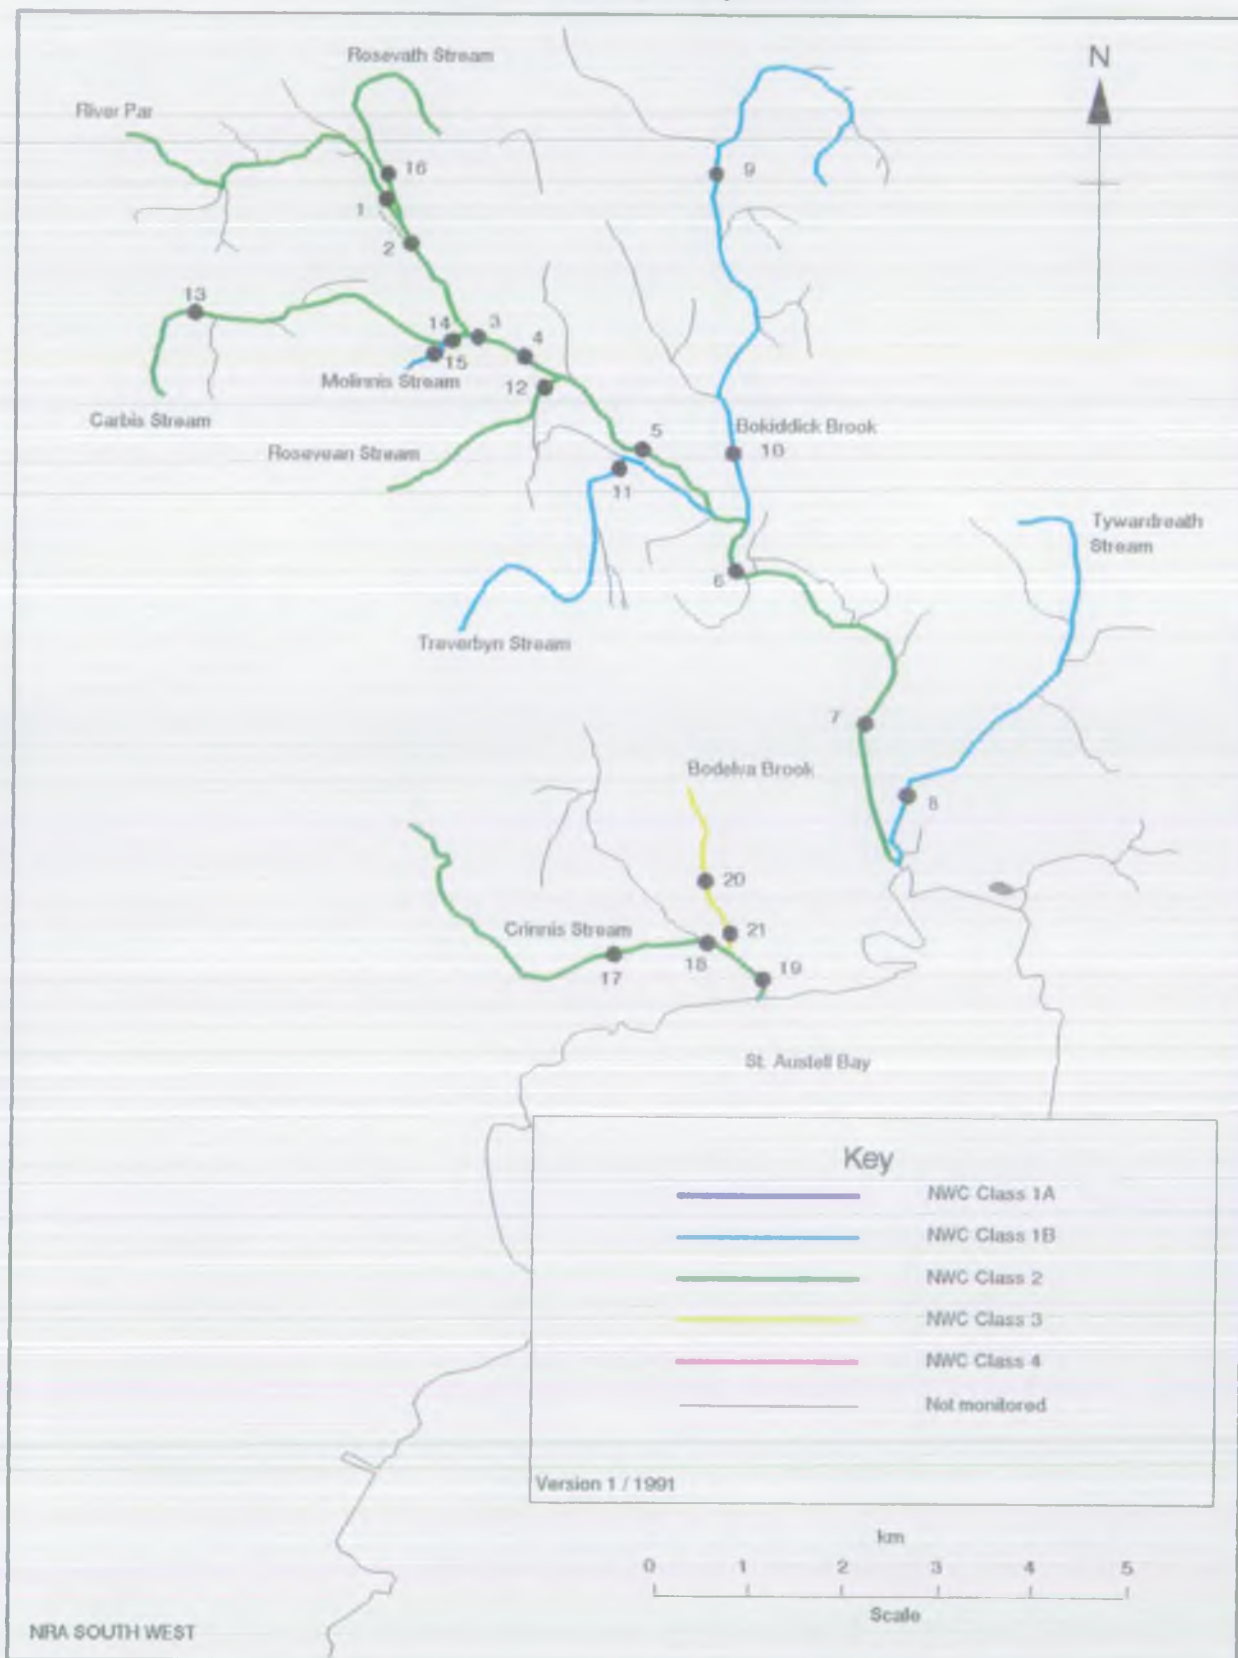 Rosevath Stream
N
River Par
16
9
1
2
13
14
3
4
15
Molinnis Stream
12
Carbis Stream
5
Bokiddick Brook
Rosevean Stream
10
11
Tywardreath
Stream
6
Treverbyn Stream
7
Bodelva Brook
8
20
Crinnis Stream
21
18
17
19
St. Austell Bay
Key
NWC Class 1A
NWC Class 1B
NWC Class 2
NWC Class 3
NWC Class 4
Not monitored
Version 1 / 1991
km
0 1 2 3 4 5
Scale
NRA SOUTH WEST